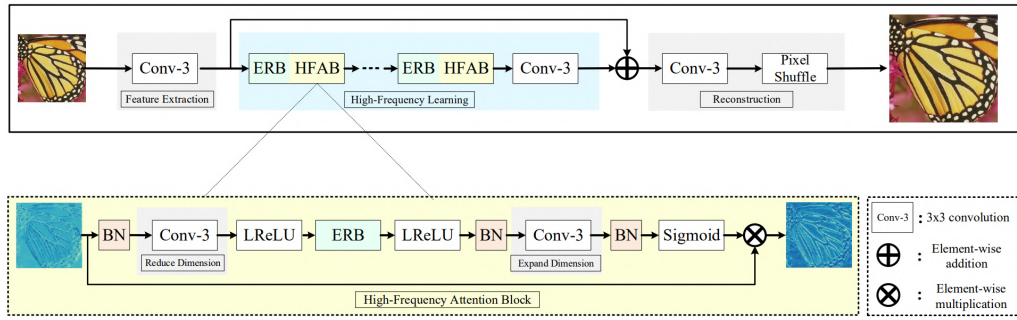 Conv-3
Feature Extraction
ERB HFAB
ERB HFAB
Conv-3
High-Frequency Learning
Conv-3
Pixel
Shuffle
Reconstruction
BN
Conv-3
Reduce Dimension
LReLU
ERB
LReLU
BN
Conv-3
Expand Dimension
BN
Sigmoid
High-Frequency Attention Block
Conv-3 : 3x3 convolution
: Element-wise
addition
: Element-wise
multiplication